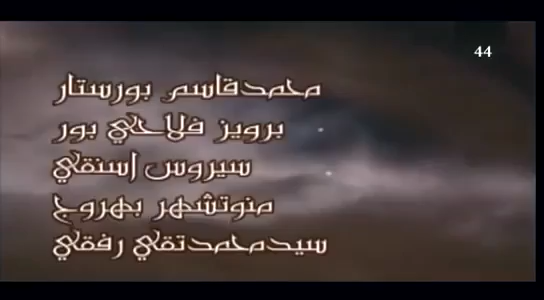 44
محمدقاسم بورستار
برويز فلاحي بور
سيروس اسنقي
منوتشهر بهروج
سيدمحمدتقي رفقي